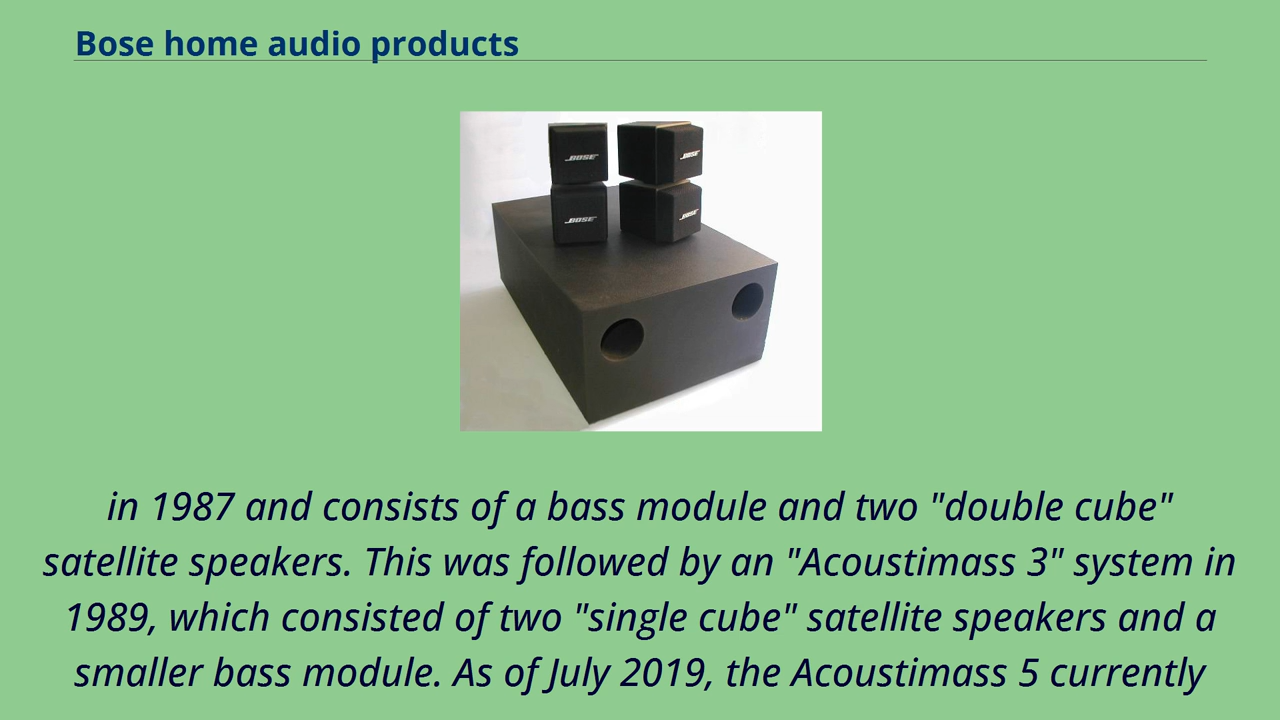 Bose home audio products
BOSE
BOSE
BOSE
BOSE
in 1987 and consists of a bass module and two "double cube"
satellite speakers. This was followed by an "Acoustimass 3" system in
1989, which consisted of two "single cube" satellite speakers and a
smaller bass module. As of July 2019, the Acoustimass 5 currently